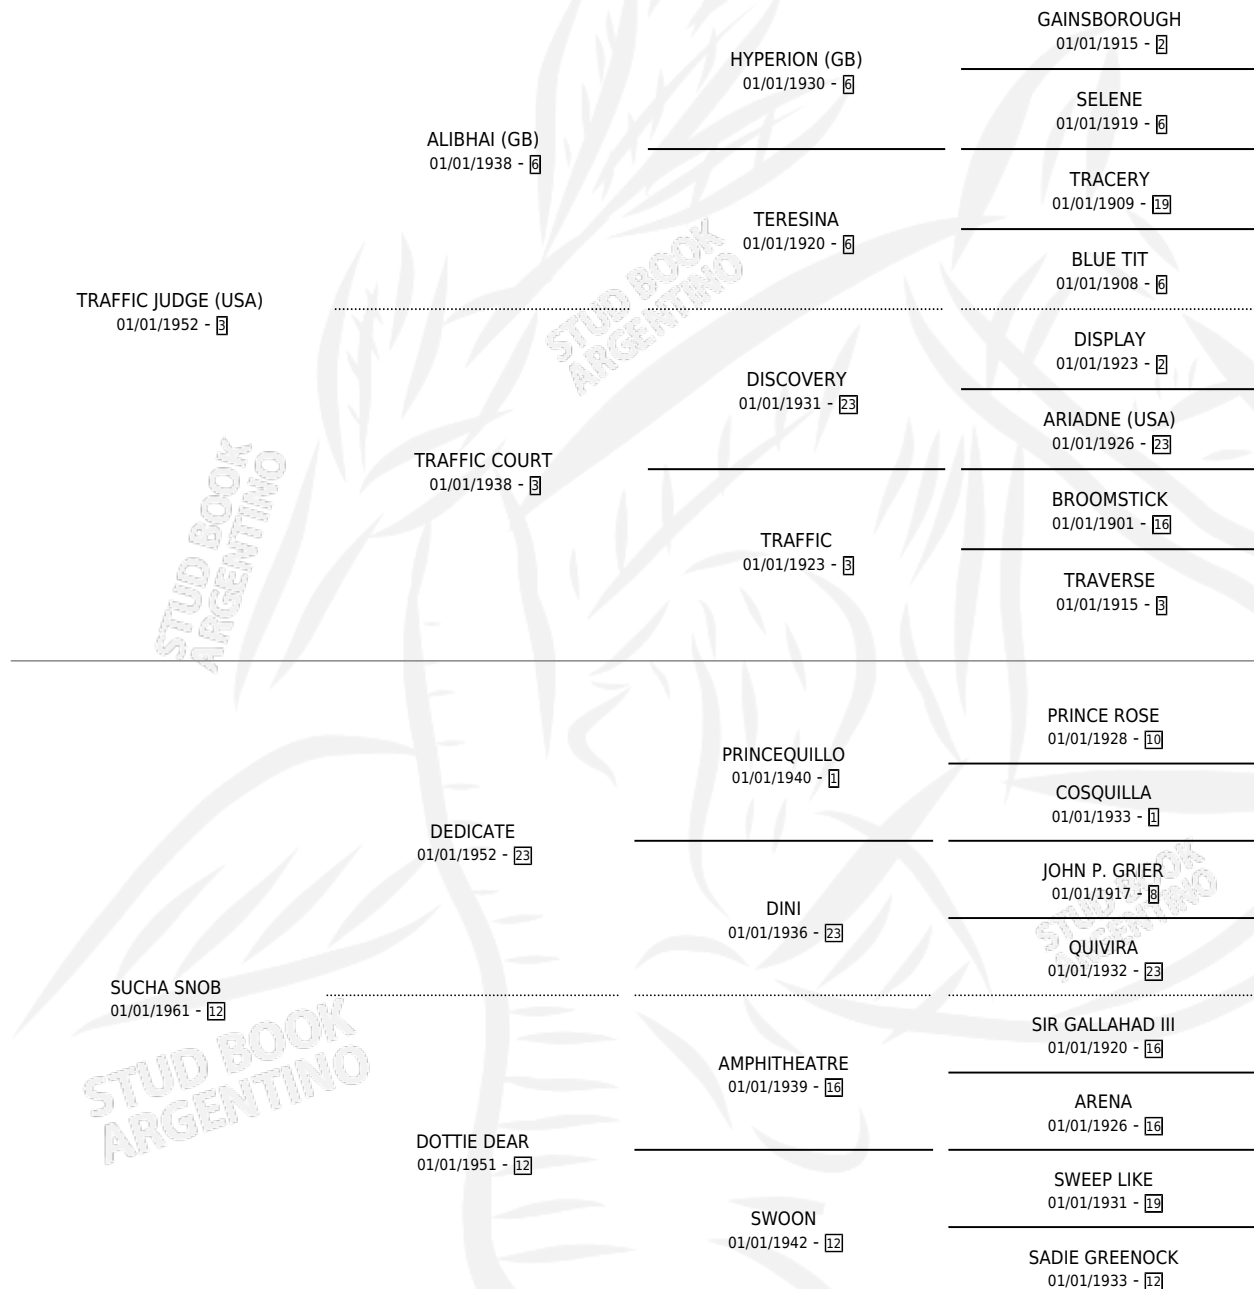 GAINSBOROUGH
01/01/1915 - 2
HYPERION (GB)
01/01/1930 - 6
SELENE
01/01/1919 - 6
ALIBHAI (GB)
01/01/1938 - 6
TRACERY
01/01/1909 - 19
TERESINA
01/01/1920 - 6
BLUE TIT
01/01/1908 - 6
TRAFFIC JUDGE (USA)
01/01/1952 - 3
DISPLAY
01/01/1923 - 2
DISCOVERY
01/01/1931 - 23
ARIADNE (USA)
01/01/1926 - 23
TRAFFIC COURT
01/01/1938 - 3
BROOMSTICK
01/01/1901 - 16
TRAFFIC
01/01/1923 - 3
TRAVERSE
01/01/1915 - 3
PRINCE ROSE
01/01/1928 - 10
PRINCEQUILLO
01/01/1940 - 1
COSQUILLA
01/01/1933 - 1
DEDICATE
01/01/1952 - 23
JOHN P. GRIER
01/01/1917 - 8
DINI
01/01/1936 - 23
QUIVIRA
01/01/1932 - 23
SUCHA SNOB
01/01/1961 - 12
SIR GALLAHAD III
01/01/1920 - 16
AMPHITHEATRE
01/01/1939 - 16
ARENA
01/01/1926 - 16
DOTTIE DEAR
01/01/1951 - 12
SWEEP LIKE
01/01/1931 - 19
SWOON
01/01/1942 - 12
SADIE GREENOCK
01/01/1933 - 12
STUD BOOK
ARGENTINO
STUD BOOK
ARGENTINO
STUD BOOK
ARGENTINO
STUD BOOK
ARGENTINO